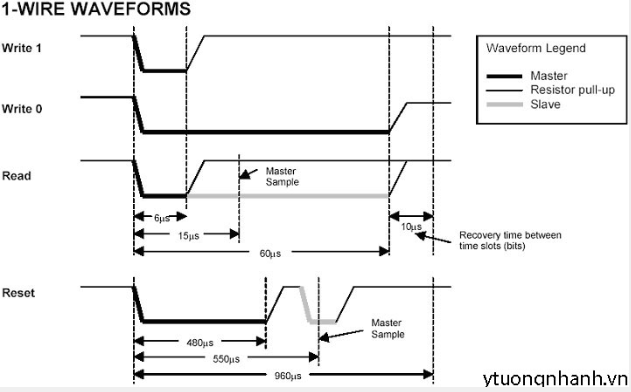 1-WIRE WAVEFORMS
Write 1
Waveform Legend
Master
Resistor pull-up
Slave
Write 0
Read
Master
Sample
6µs
15µs
10µs
Recovery time between
time slots (bits)
60µs
Reset
Master
Sample
480µs
550µs
960µs
ytuongnhanh.vn